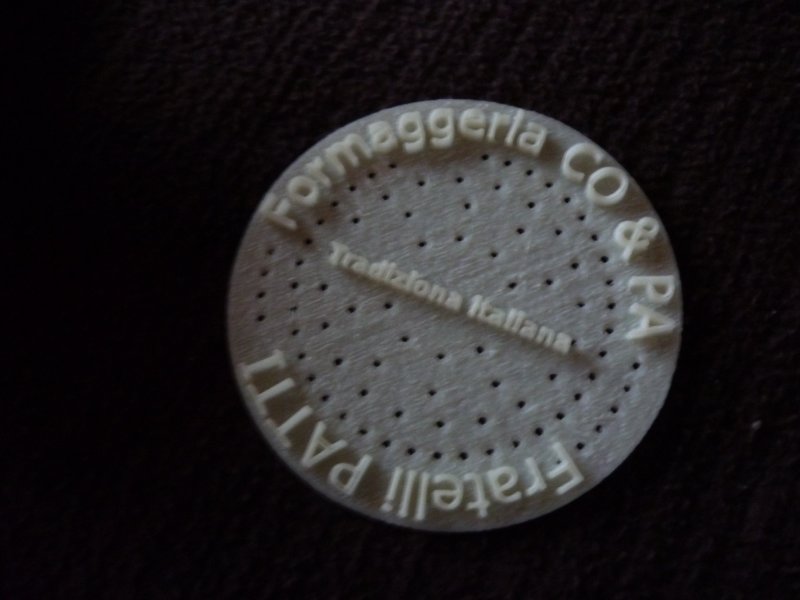 Formaggeria CO & PA
Tradiziona Italiana
Fratelli PATTI